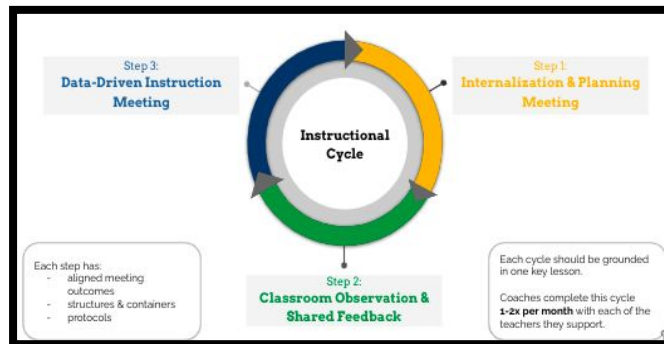 Step 3:
Data-Driven Instruction
Meeting
Step 1:
Internalization & Planning
Meeting
Instructional
Cycle
Step 2:
Classroom Observation &
Shared Feedback
Each step has:
- aligned meeting
outcomes
- structures & containers
- protocols
Each cycle should be grounded
in one key lesson.
Coaches complete this cycle
1-2x per month with each of the
teachers they support.